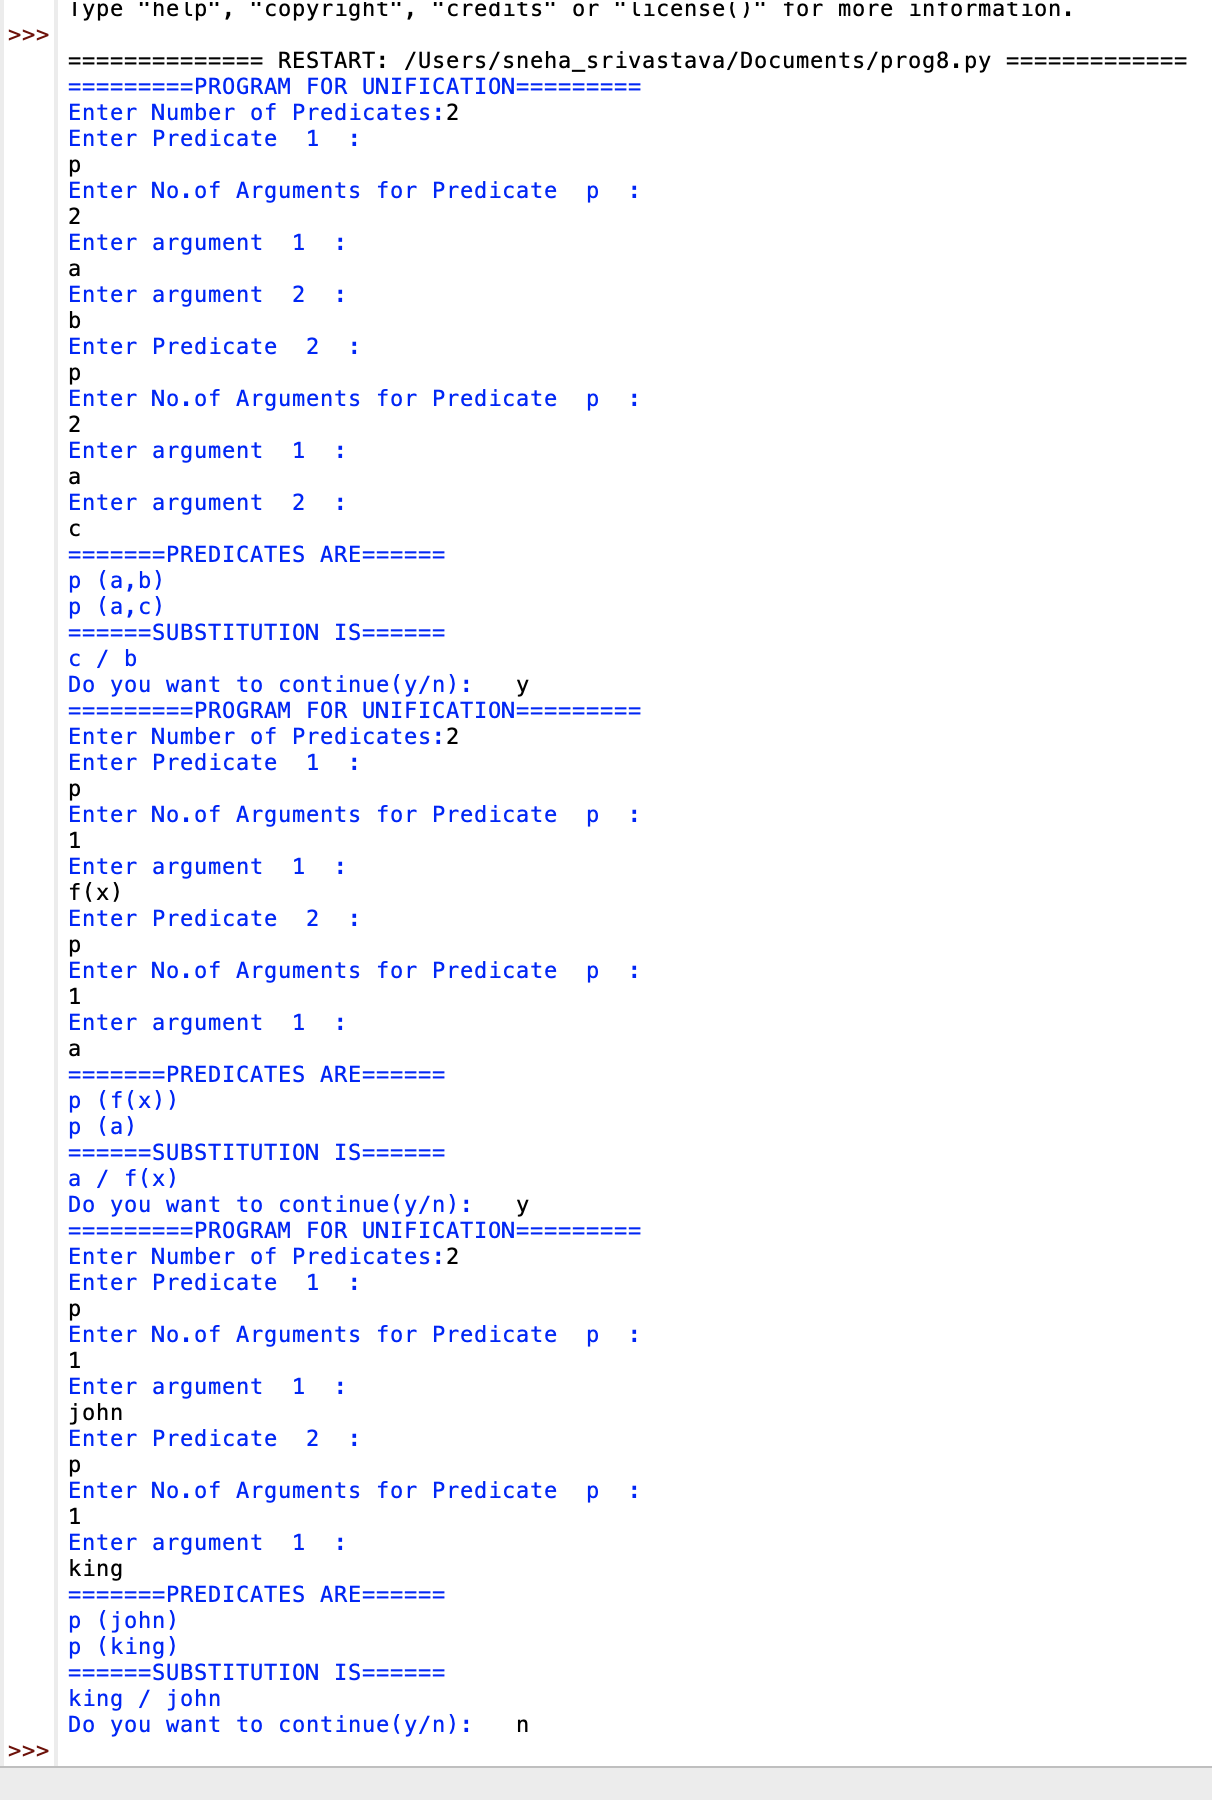 Type "help", "copyright", "credits" or "license()" for more information.
>>>
============== RESTART: /Users/sneha_srivastava/Documents/prog8.py =============
=========PROGRAM FOR UNIFICATION=========
Enter Number of Predicates:2
Enter Predicate  1  :
p
Enter No.of Arguments for Predicate  p  :
2
Enter argument  1  :
a
Enter argument  2  :
b
Enter Predicate  2  :
p
Enter No.of Arguments for Predicate  p  :
2
Enter argument  1  :
a
Enter argument  2  :
c
=======PREDICATES ARE======
p (a,b)
p (a,c)
======SUBSTITUTION IS======
c / b
Do you want to continue(y/n):   y
=========PROGRAM FOR UNIFICATION=========
Enter Number of Predicates:2
Enter Predicate  1  :
p
Enter No.of Arguments for Predicate  p  :
1
Enter argument  1  :
f(x)
Enter Predicate  2  :
p
Enter No.of Arguments for Predicate  p  :
1
Enter argument  1  :
a
=======PREDICATES ARE======
p (f(x))
p (a)
======SUBSTITUTION IS======
a / f(x)
Do you want to continue(y/n):   y
=========PROGRAM FOR UNIFICATION=========
Enter Number of Predicates:2
Enter Predicate  1  :
p
Enter No.of Arguments for Predicate  p  :
1
Enter argument  1  :
john
Enter Predicate  2  :
p
Enter No.of Arguments for Predicate  p  :
1
Enter argument  1  :
king
=======PREDICATES ARE======
p (john)
p (king)
======SUBSTITUTION IS======
king / john
Do you want to continue(y/n):   n
>>>